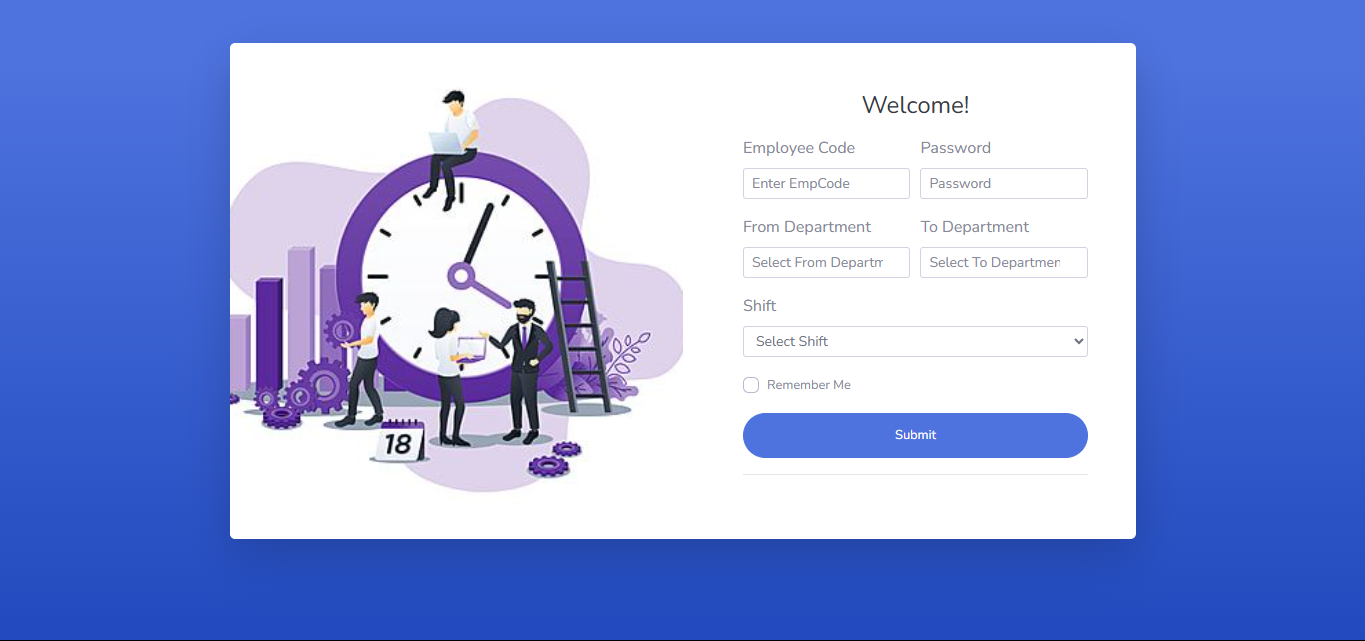 Welcome!
Employee Code Password
Enter EmpCode Password
From Department To Department
Select From Departm Select To Departmen
Shift
Select Shift
Remember Me
Submit
18